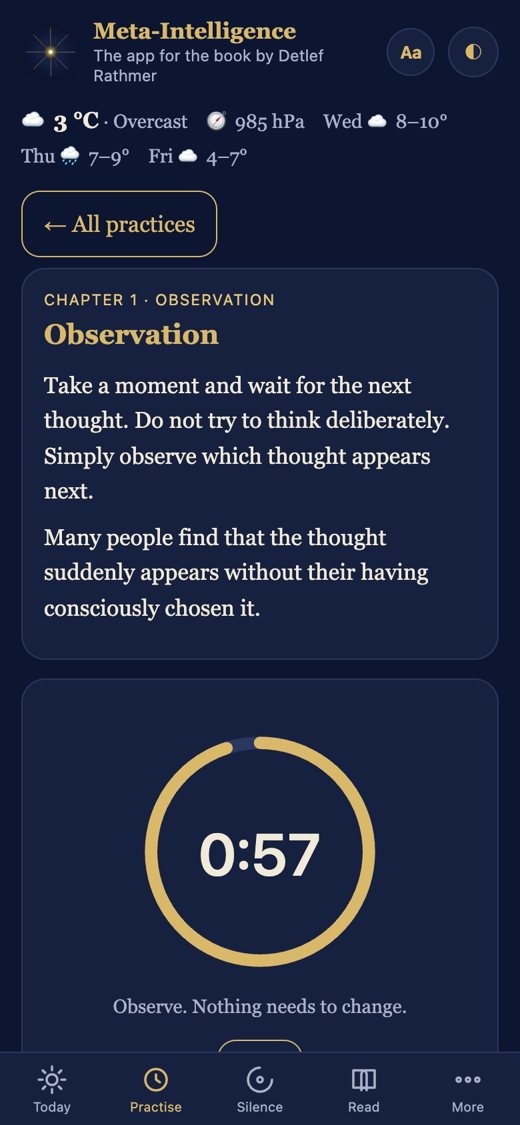 Meta-Intelligence
The app for the book by Detlef
Rathmer
Aa
3 °C · Overcast 985 hPa Wed 8–10°
Thu 7–9° Fri 4–7°
← All practices
CHAPTER 1 · OBSERVATION
Observation
Take a moment and wait for the next
thought. Do not try to think deliberately.
Simply observe which thought appears
next.
Many people find that the thought
suddenly appears without their having
consciously chosen it.
0:57
Observe. Nothing needs to change.
Today Practise Silence Read More